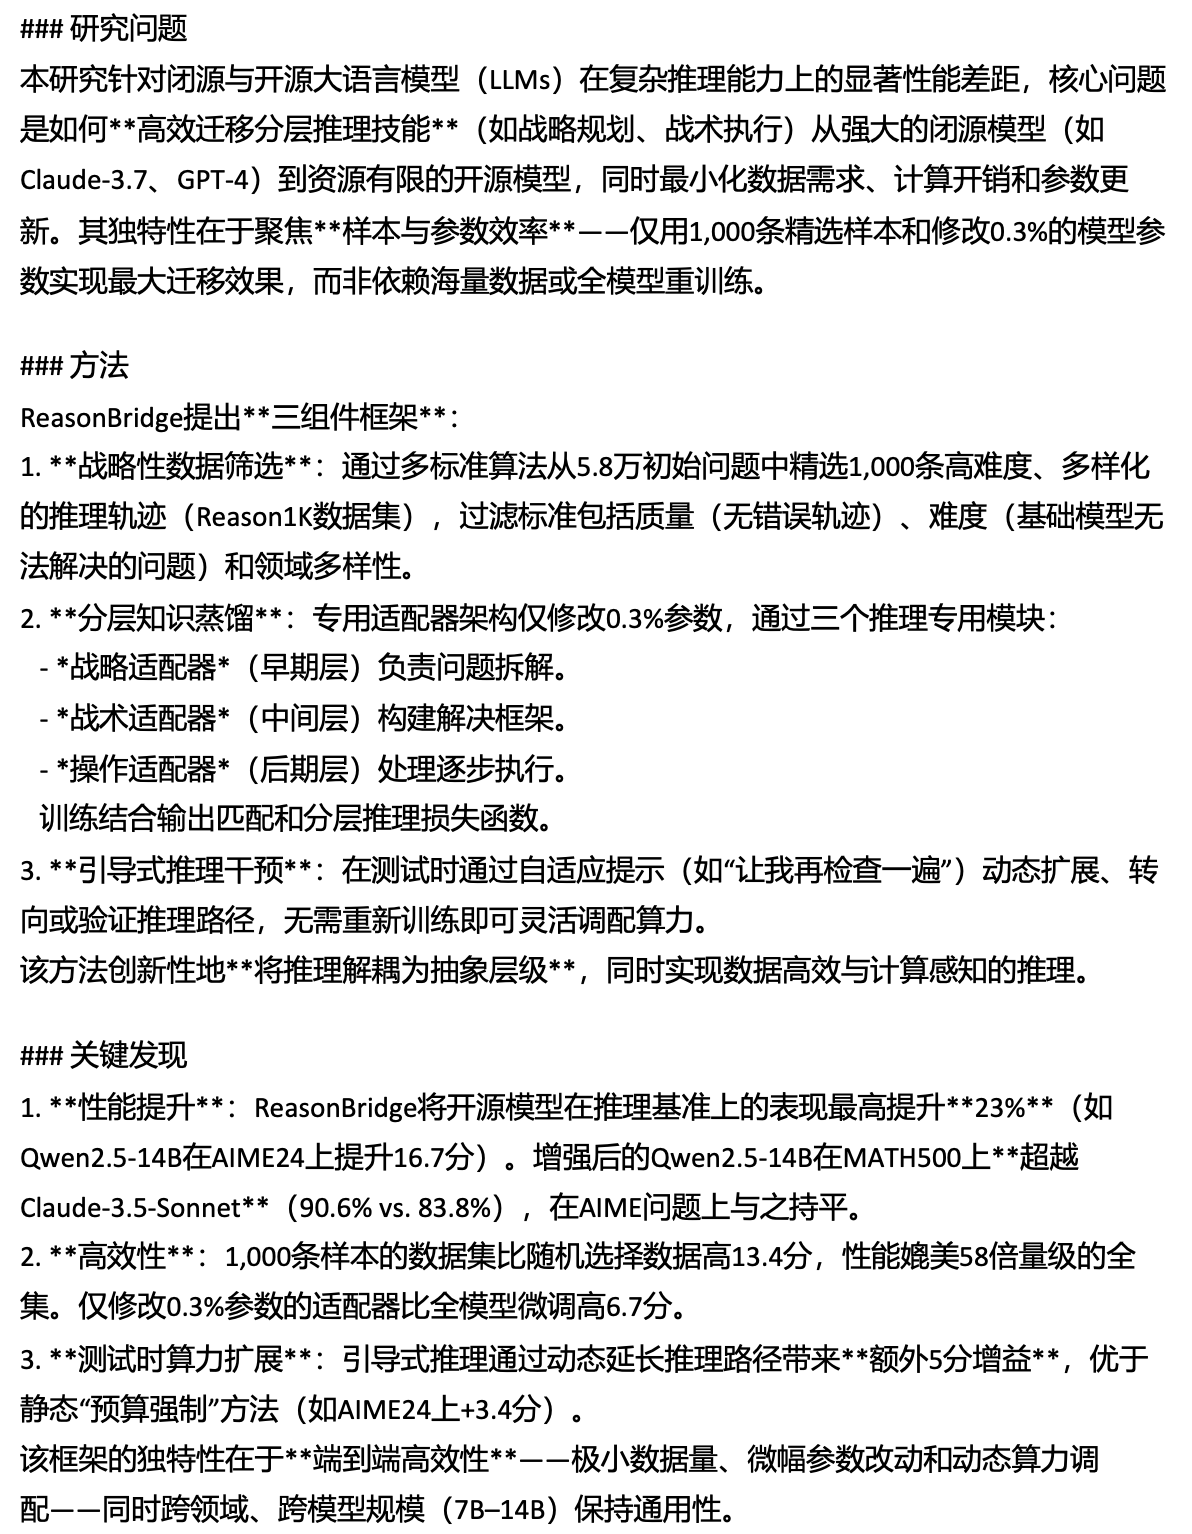 ### 研究问题
本研究针对闭源与开源大语言模型（LLMs）在复杂推理能力上的显著性能差距，核心问题
是如何**高效迁移分层推理技能**（如战略规划、战术执行）从强大的闭源模型（如
Claude-3.7、GPT-4）到资源有限的开源模型，同时最小化数据需求、计算开销和参数更
新。其独特性在于聚焦**样本与参数效率**——仅用1,000条精选样本和修改0.3%的模型参
数实现最大迁移效果，而非依赖海量数据或全模型重训练。

### 方法
ReasonBridge提出**三组件框架**：
1. **战略性数据筛选**：通过多标准算法从5.8万初始问题中精选1,000条高难度、多样化
的推理轨迹（Reason1K数据集），过滤标准包括质量（无错误轨迹）、难度（基础模型无
法解决的问题）和领域多样性。
2. **分层知识蒸馏**：专用适配器架构仅修改0.3%参数，通过三个推理专用模块：
- *战略适配器*（早期层）负责问题拆解。
- *战术适配器*（中间层）构建解决框架。
- *操作适配器*（后期层）处理逐步执行。
训练结合输出匹配和分层推理损失函数。
3. **引导式推理干预**：在测试时通过自适应提示（如“让我再检查一遍”）动态扩展、转
向或验证推理路径，无需重新训练即可灵活调配算力。
该方法创新性地**将推理解耦为抽象层级**，同时实现数据高效与计算感知的推理。

### 关键发现
1. **性能提升**：ReasonBridge将开源模型在推理基准上的表现最高提升**23%**（如
Qwen2.5-14B在AIME24上提升16.7分）。增强后的Qwen2.5-14B在MATH500上**超越
Claude-3.5-Sonnet**（90.6% vs. 83.8%），在AIME问题上与之持平。
2. **高效性**：1,000条样本的数据集比随机选择数据高13.4分，性能媲美58倍量级的全
集。仅修改0.3%参数的适配器比全模型微调高6.7分。
3. **测试时算力扩展**：引导式推理通过动态延长推理路径带来**额外5分增益**，优于
静态“预算强制”方法（如AIME24上+3.4分）。
该框架的独特性在于**端到端高效性**——极小数据量、微幅参数改动和动态算力调
配——同时跨领域、跨模型规模（7B–14B）保持通用性。